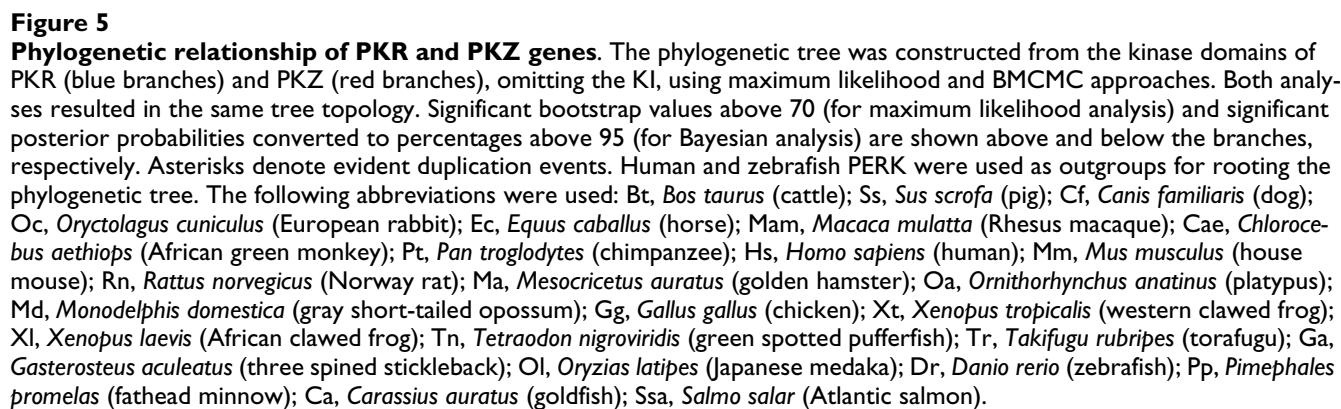 Figure 5
Phylogenetic relationship of PKR and PKZ genes. The phylogenetic tree was constructed from the kinase domains of
PKR (blue branches) and PKZ (red branches), omitting the KI, using maximum likelihood and BMCMC approaches. Both analy-
ses resulted in the same tree topology. Significant bootstrap values above 70 (for maximum likelihood analysis) and significant
posterior probabilities converted to percentages above 95 (for Bayesian analysis) are shown above and below the branches,
respectively. Asterisks denote evident duplication events. Human and zebrafish PERK were used as outgroups for rooting the
phylogenetic tree. The following abbreviations were used: Bt, Bos taurus (cattle); Ss, Sus scrofa (pig); Cf, Canis familiaris (dog);
Oc, Oryctolagus cuniculus (European rabbit); Ec, Equus caballus (horse); Mam, Macaca mulatta (Rhesus macaque); Cae, Chloroce-
bus aethiops (African green monkey); Pt, Pan troglodytes (chimpanzee); Hs, Homo sapiens (human); Mm, Mus musculus (house
mouse); Rn, Rattus norvegicus (Norway rat); Ma, Mesocricetus auratus (golden hamster); Oa, Ornithorhynchus anatinus (platypus);
Md, Monodelphis domestica (gray short-tailed opossum); Gg, Gallus gallus (chicken); Xt, Xenopus tropicalis (western clawed frog);
Xl, Xenopus laevis (African clawed frog); Tn, Tetraodon nigroviridis (green spotted pufferfish); Tr, Takifugu rubripes (torafugu); Ga,
Gasterosteus aculeatus (three spined stickleback); Ol, Oryzias latipes (Japanese medaka); Dr, Danio rerio (zebrafish); Pp, Pimephales
promelas (fathead minnow); Ca, Carassius auratus (goldfish); Ssa, Salmo salar (Atlantic salmon).